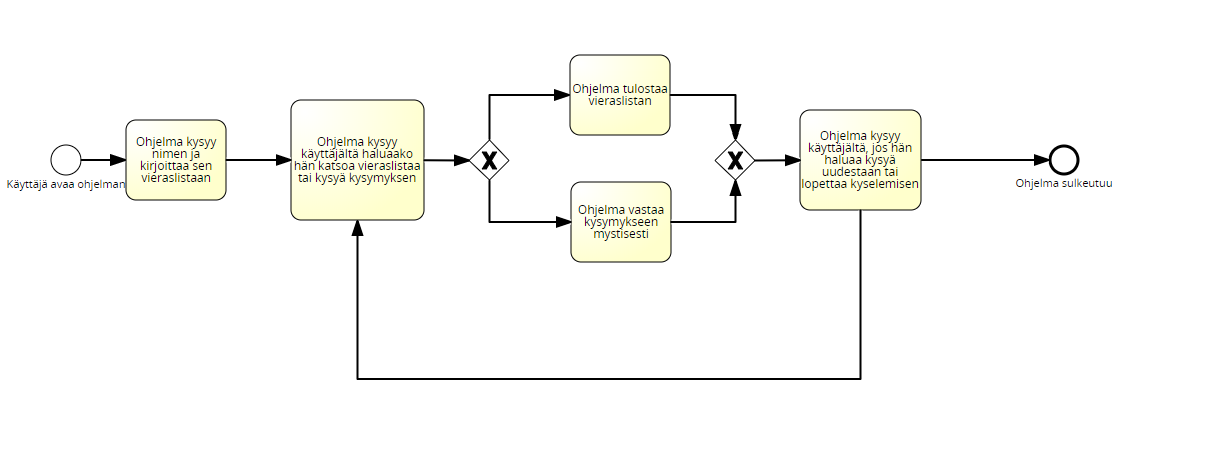 Käyttäjä avaa ohjelman
Ohjelma kysyy
nimen ja
kirjoittaa sen
vieraslistaan
Ohjelma kysyy
käyttäjältä haluaako
hän katsoa vieraslistaa
tai kysyä kysymyksen
X
Ohjelma tulostaa
vieraslistan
Ohjelma vastaa
kysymykseen
mystisesti
X
Ohjelma kysyy
käyttäjältä, jos hän
haluaa kysyä
uudestaan tai
lopettaa kyselemisen
Ohjelma sulkeutuu